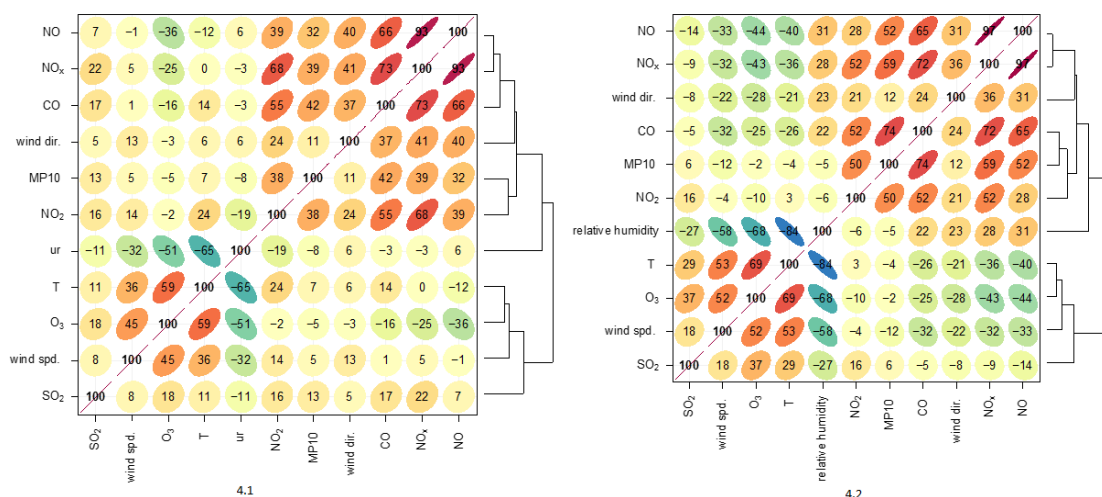 NO 7 −1 −36 −12 6 39 32 40 66 93 100
NOx 22 5 −25 0 −3 68 39 41 73 100 93
CO 17 1 −16 14 −3 55 42 37 100 73 66
wind dir. 5 13 −3 6 6 24 11 100 37 41 40
MP10 13 5 −5 7 −8 38 100 11 42 39 32
NO2 16 14 −2 24 −19 100 38 24 55 68 39
ur −11 −32 −51 −65 100 −19 −8 6 −3 −3 6
T 11 36 59 100 −65 24 7 6 14 0 −12
O3 18 45 100 59 −51 −2 −5 −3 −16 −25 −36
wind spd. 8 100 45 36 −32 14 5 13 1 5 −1
SO2 100 8 18 11 −11 16 13 5 17 22 7
SO2 wind spd. O3 T ur NO2 MP10 wind dir. CO NOx NO
4.1
NO −14 −33 −44 −40 31 28 52 65 31 97 100
NOx −9 −32 −43 −36 28 52 59 72 36 100 97
wind dir. −8 −22 −28 −21 23 21 12 24 100 36 31
CO −5 −32 −25 −26 22 52 74 100 24 72 65
MP10 6 −12 −2 −4 −5 50 100 74 12 59 52
NO2 16 −4 −10 3 −6 100 50 52 21 52 28
relative humidity −27 −58 −68 −84 100 −6 −5 22 23 28 31
T 29 53 69 100 −84 3 −4 −26 −21 −36 −40
O3 37 52 100 69 −68 −10 −2 −25 −28 −43 −44
wind spd. 18 100 52 53 −58 −4 −12 −32 −22 −32 −33
SO2 100 18 37 29 −27 16 6 −5 −8 −9 −14
SO2 wind spd. O3 T relative humidity NO2 MP10 CO wind dir. NOx NO
4.2